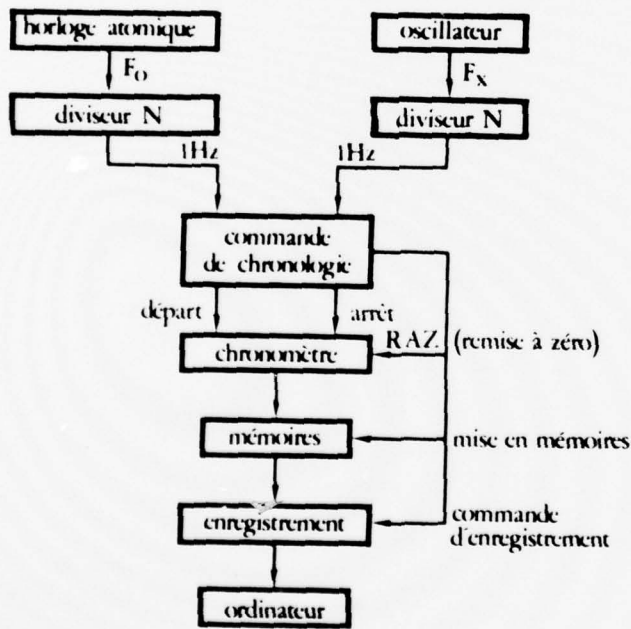 horloge atomique
oscillateur
F0
FX
diviseur N
diviseur N
1Hz
1Hz
commande
de chronologie
départ
arrêt
chronomètre
RAZ (remise à zéro)
mémoires
mise en mémoires
enregistrement
commande
d'enregistrement
ordinateur